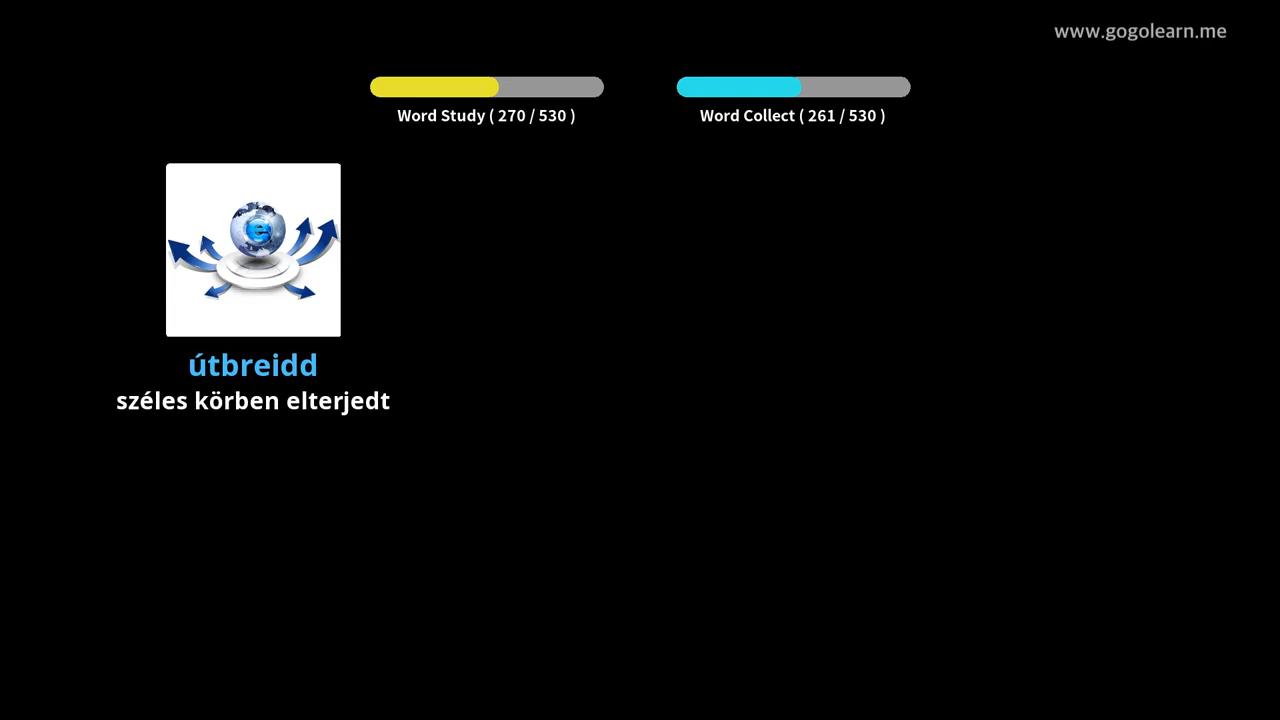 www.gogolearn.me
Word Study ( 270 / 530 )
Word Collect ( 261 / 530 )
e
útbreidd
széles körben elterjedt